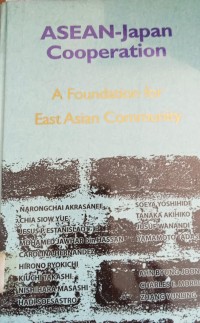 ASEAN-Japan
Cooperation
A Foundation for
East Asian Community
NARONGCHAI AKRASANEE
CHIA SIOW YUE
JESUS P. ESTANISLAO
MOHAMED JAWHAR bin HASSAN
CAROLINA HERNANDEZ
HIRONO RYOKICHI
KIUCHI TAKASHI
NISHIHARA MASASHI
HADI SOESASTRO
SOEYA YOSHIHIDE
TANAKA AKIHIKO
JUSUF WANANDI
YAMAMOTO
CHARLES E. MORRISON
ZHANG YUNLING